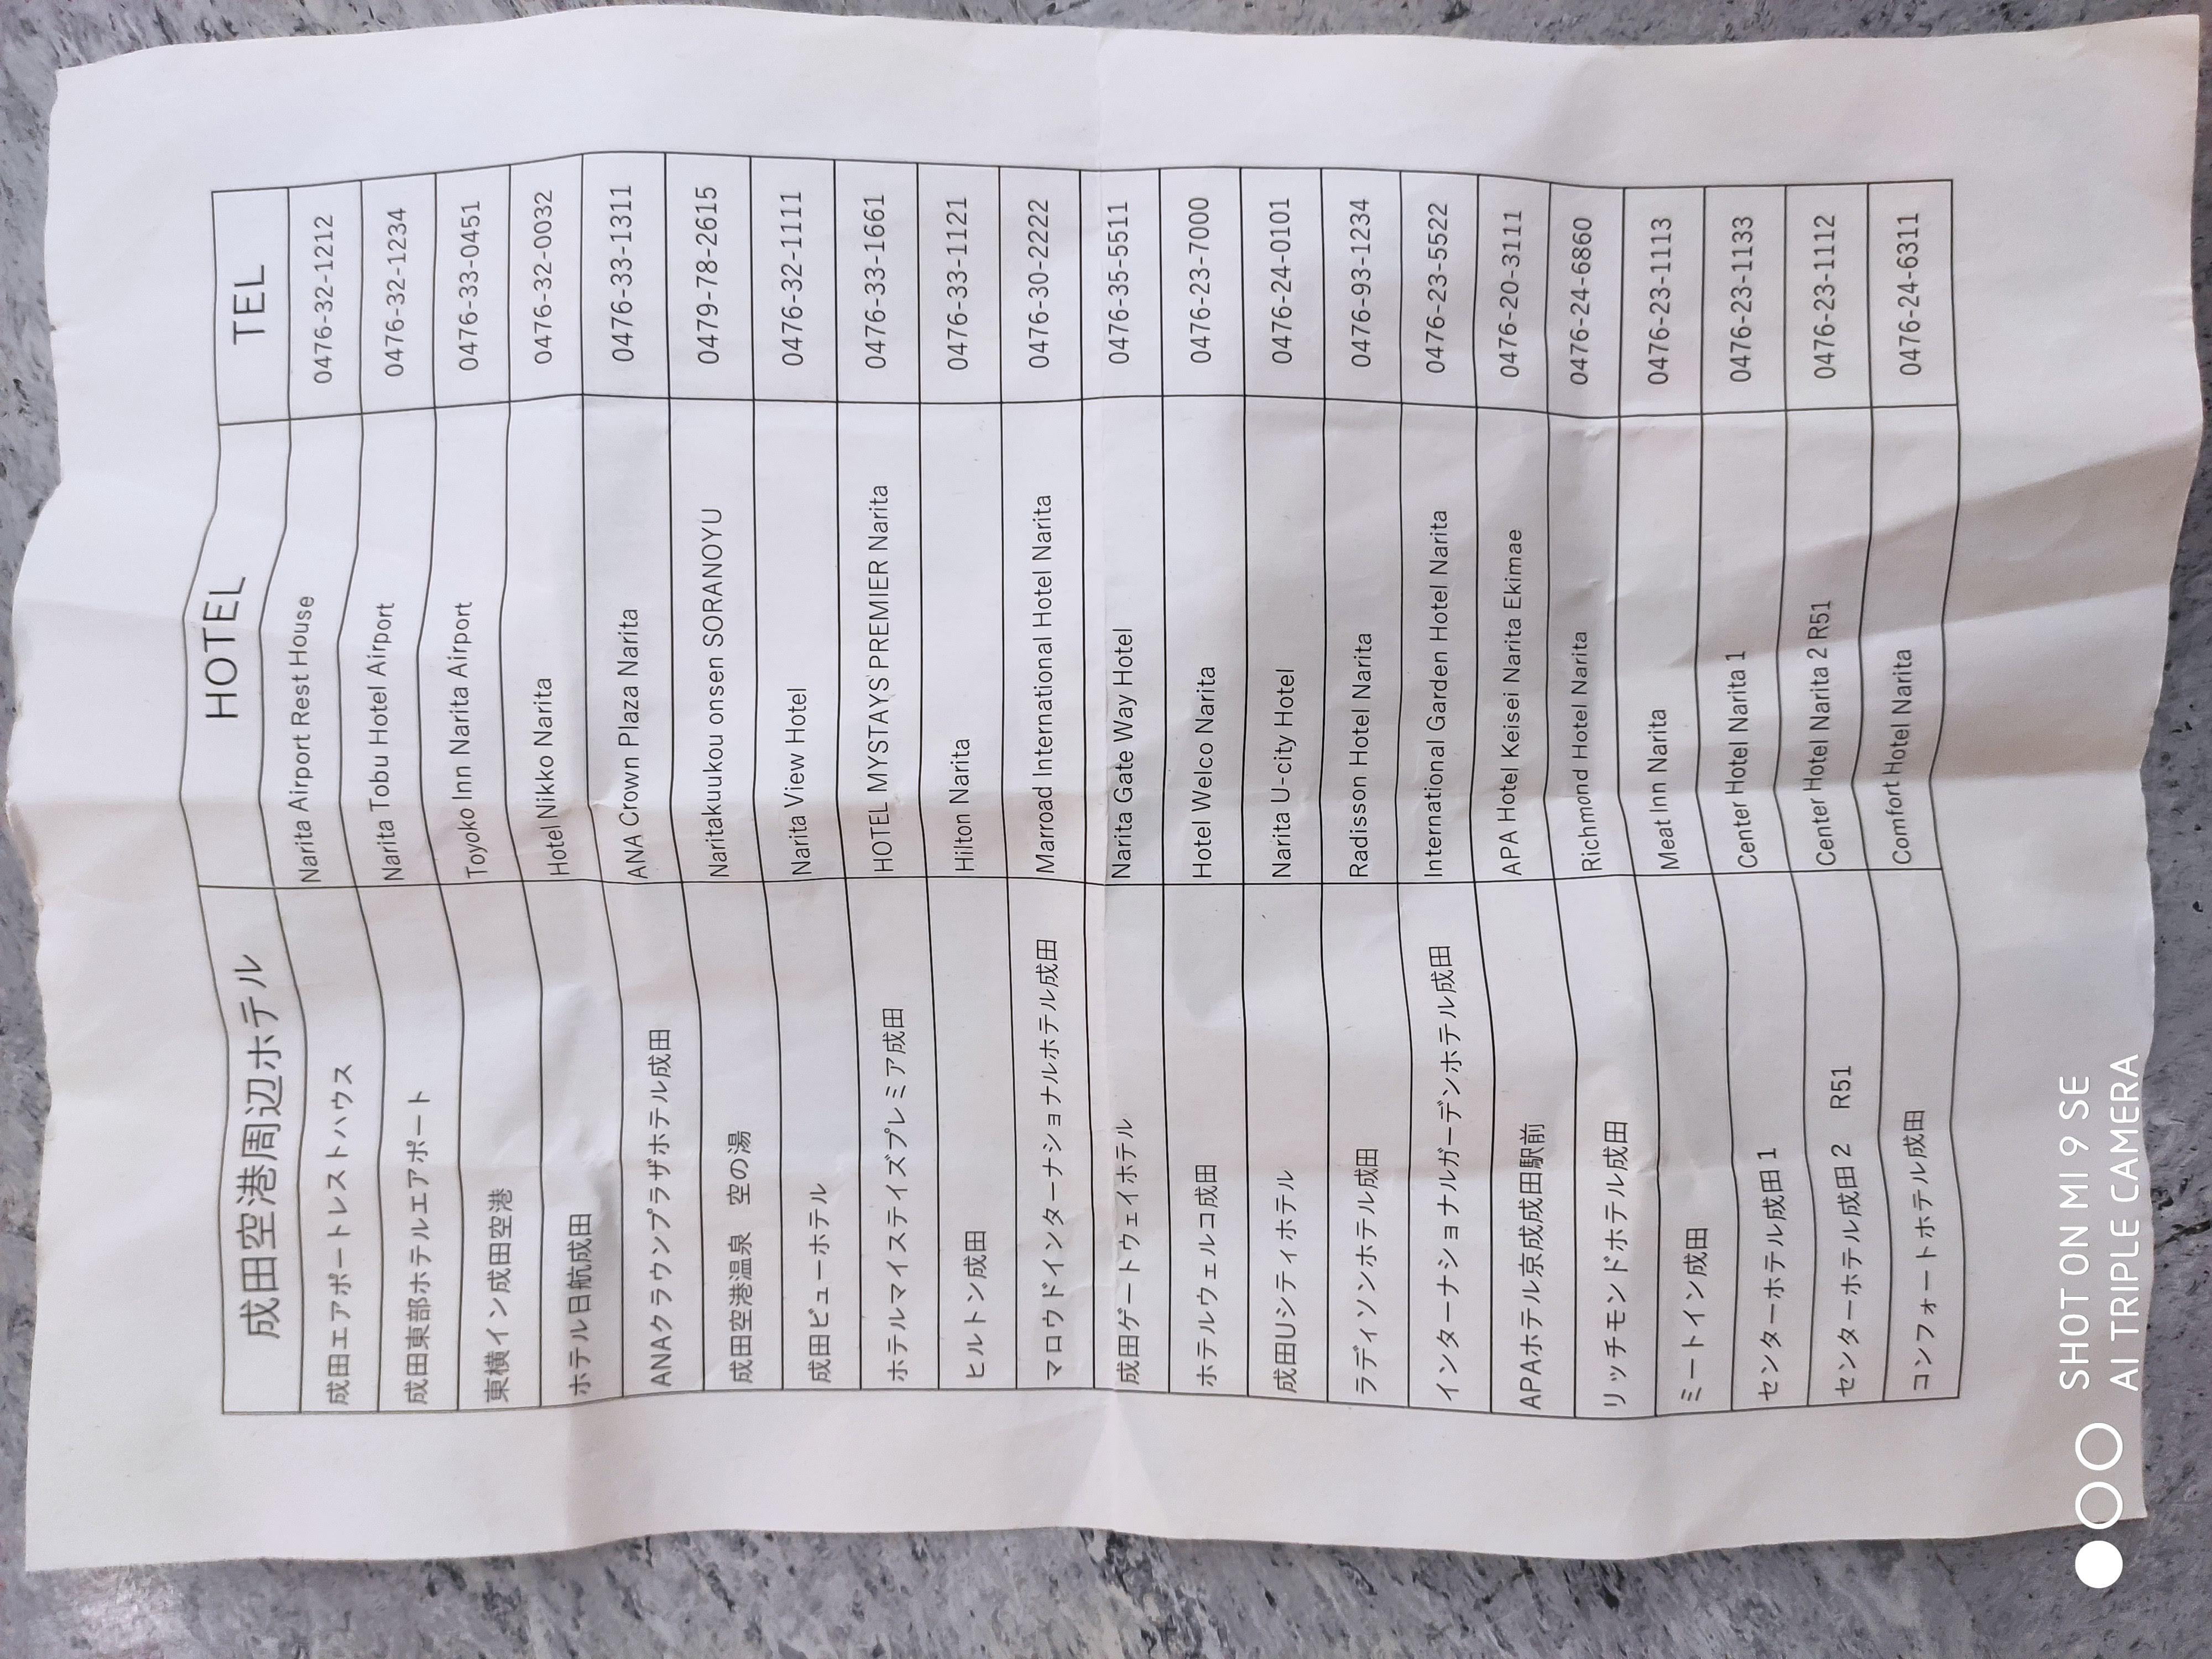 成田空港周辺ホテル HOTEL TEL
成田エアポートレストハウス Narita Airport Rest House 0476-32-1212
成田東部ホテルエアポート Narita Tobu Hotel Airport 0476-32-1234
東横イン成田空港 Toyoko Inn Narita Airport 0476-33-0451
ホテル日航成田 Hotel Nikko Narita 0476-32-0032
ANAクラウンプラザホテル成田 ANA Crown Plaza Narita 0476-33-1311
成田空港温泉　空の湯 Naritakuukou onsen SORANOYU 0479-78-2615
成田ビューホテル Narita View Hotel 0476-32-1111
ホテルマイステイズプレミア成田 HOTEL MYSTAYS PREMIER Narita 0476-33-1661
ヒルトン成田 Hilton Narita 0476-33-1121
マロウドインターナショナルホテル成田 Marroad International Hotel Narita 0476-30-2222
成田ゲートウェイホテル Narita Gate Way Hotel 0476-35-5511
ホテルウェルコ成田 Hotel Welco Narita 0476-23-7000
成田Uシティホテル Narita U-city Hotel 0476-24-0101
ラディソンホテル成田 Radisson Hotel Narita 0476-93-1234
インターナショナルガーデンホテル成田 International Garden Hotel Narita 0476-23-5522
APAホテル京成成田駅前 APA Hotel Keisei Narita Ekimae 0476-20-3111
リッチモンドホテル成田 Richmond Hotel Narita 0476-24-6860
ミートイン成田 Meat Inn Narita 0476-23-1113
センターホテル成田１ Center Hotel Narita 1 0476-23-1133
センターホテル成田２　R51 Center Hotel Narita 2 R51 0476-23-1112
コンフォートホテル成田 Comfort Hotel Narita 0476-24-6311
SHOT ON MI 9 SE
AI TRIPLE CAMERA